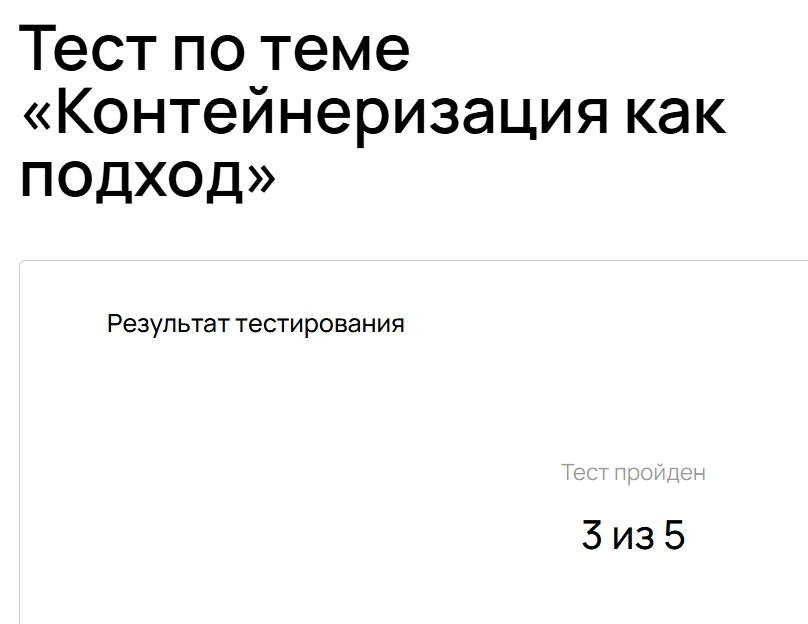 Тест по теме
«Контейнеризация как
подход»
Результат тестирования
Тест пройден
3 из 5